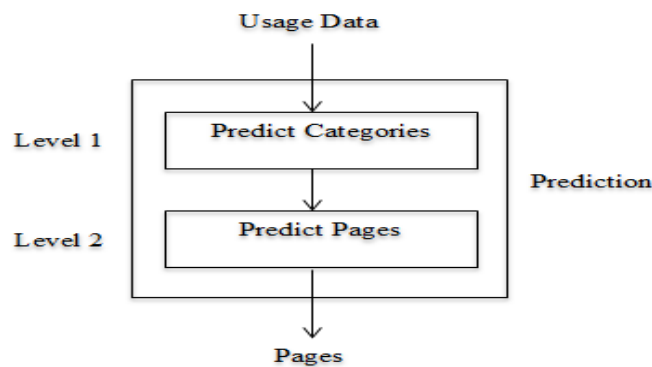 Usage Data
Level 1
Predict Categories
Prediction
Level 2
Predict Pages
Pages